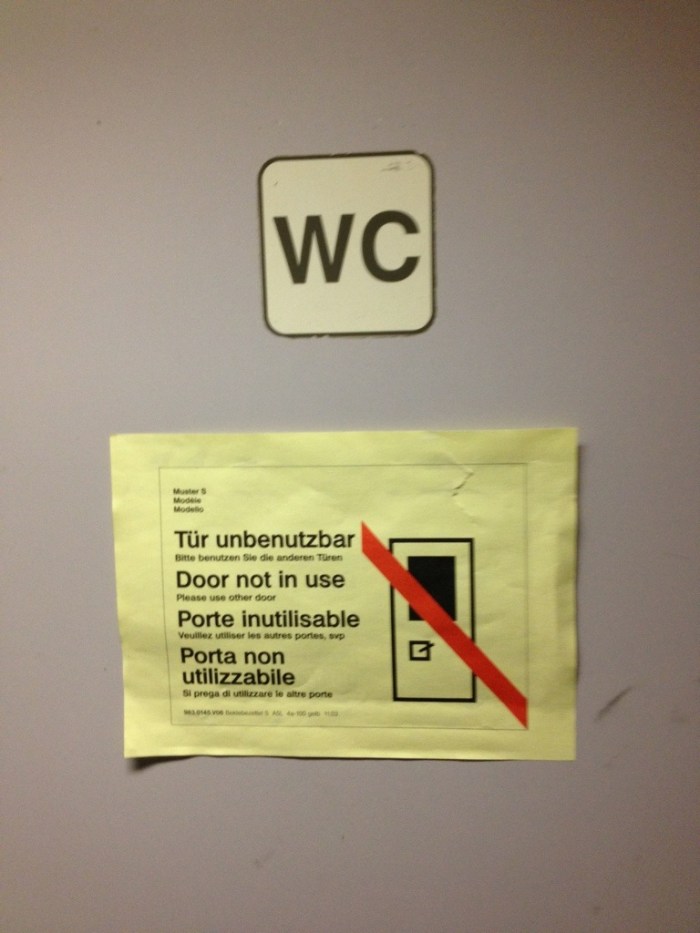 WC
Muster S
Modèle
Modello
Tür unbenutzbar
Bitte benutzen Sie die anderen Türen
Door not in use
Please use other door
Porte inutilisable
Veuillez utiliser les autres portes, svp
Porta non
utilizzabile
Si prega di utilizzare le altre porte